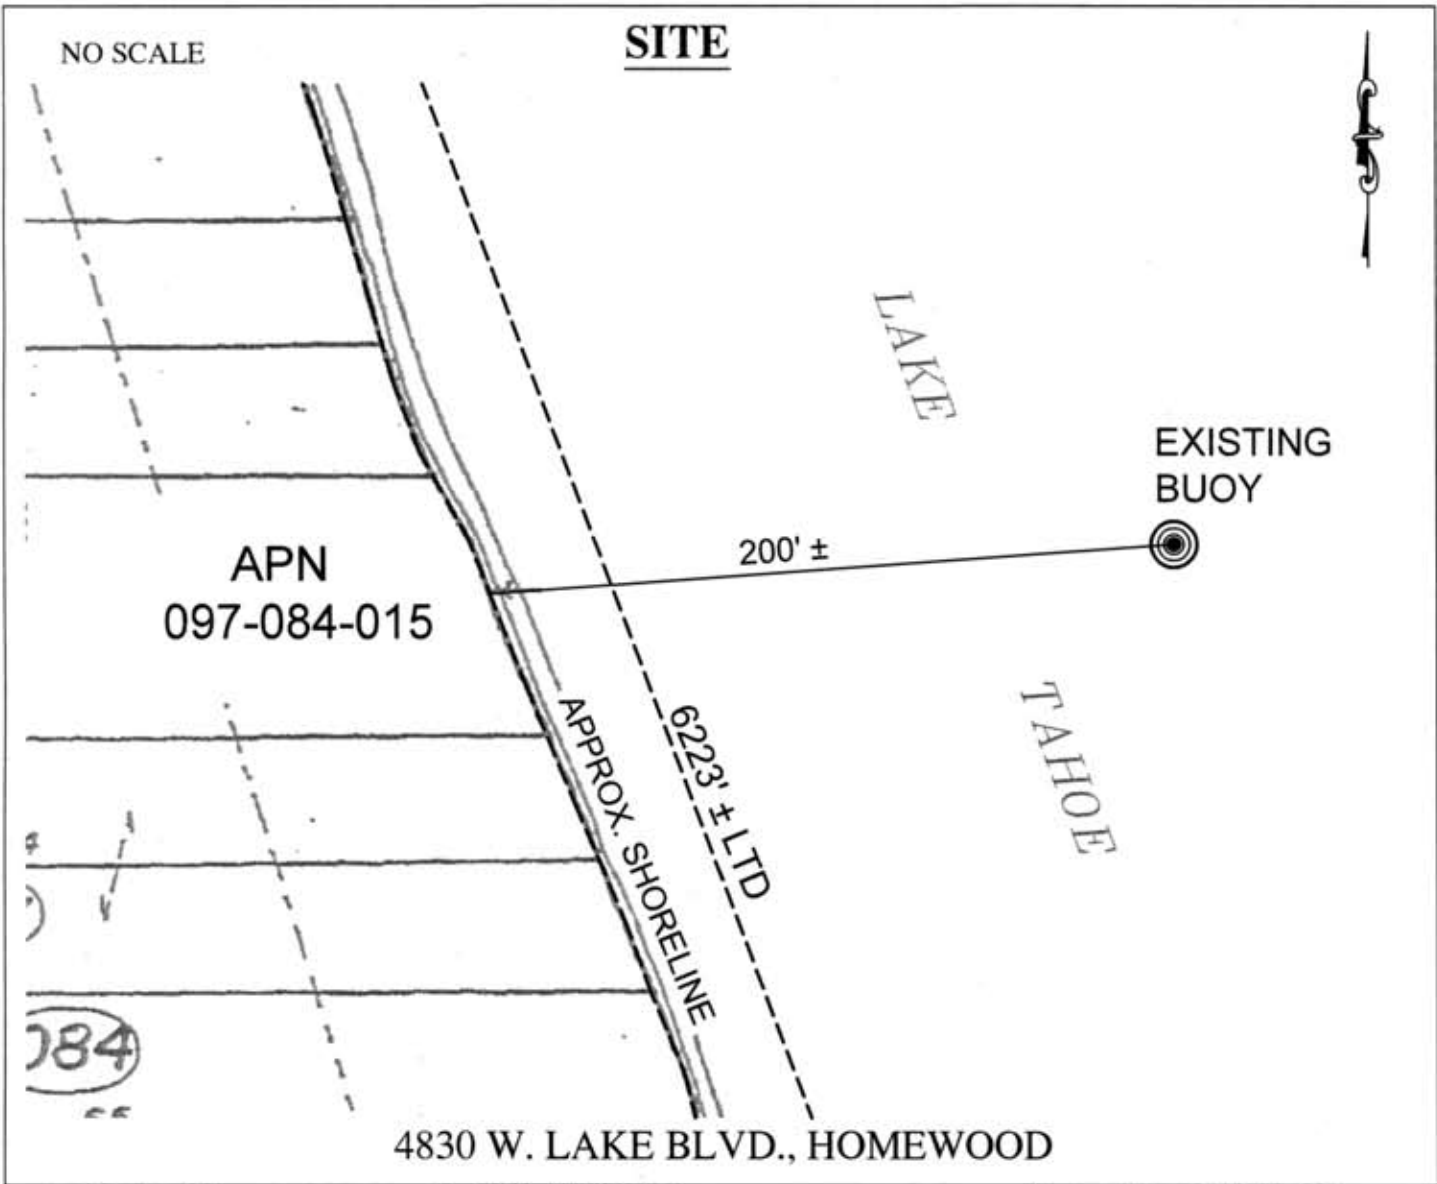 NO SCALE
SITE
LAKE
EXISTING
BUOY
200' ±
APN
097-084-015
6223' ± LTD
APPROX. SHORELINE
TAHOE
084
4830 W. LAKE BLVD., HOMEWOOD